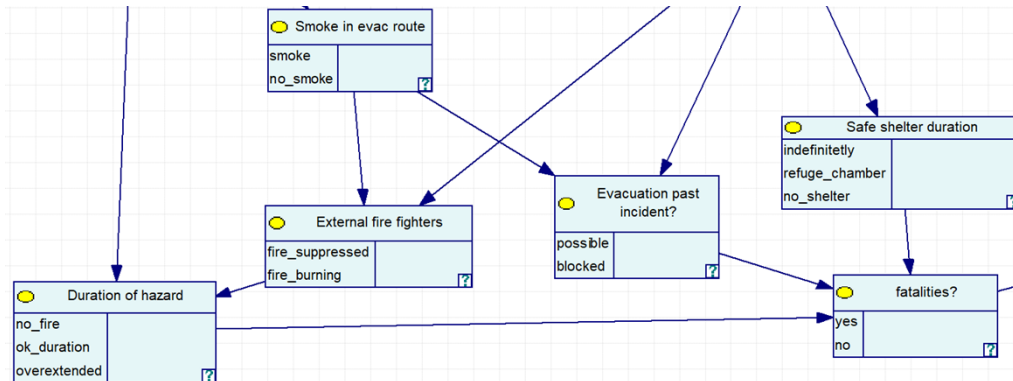 Smoke in evac route
smoke
no_smoke
?
Safe shelter duration
indefinitetly
refuge_chamber
no_shelter
?
Evacuation past
incident?
possible
blocked
?
External fire fighters
fire_suppressed
fire_burning
?
Duration of hazard
no_fire
ok_duration
overextended
?
fatalities?
yes
no
?